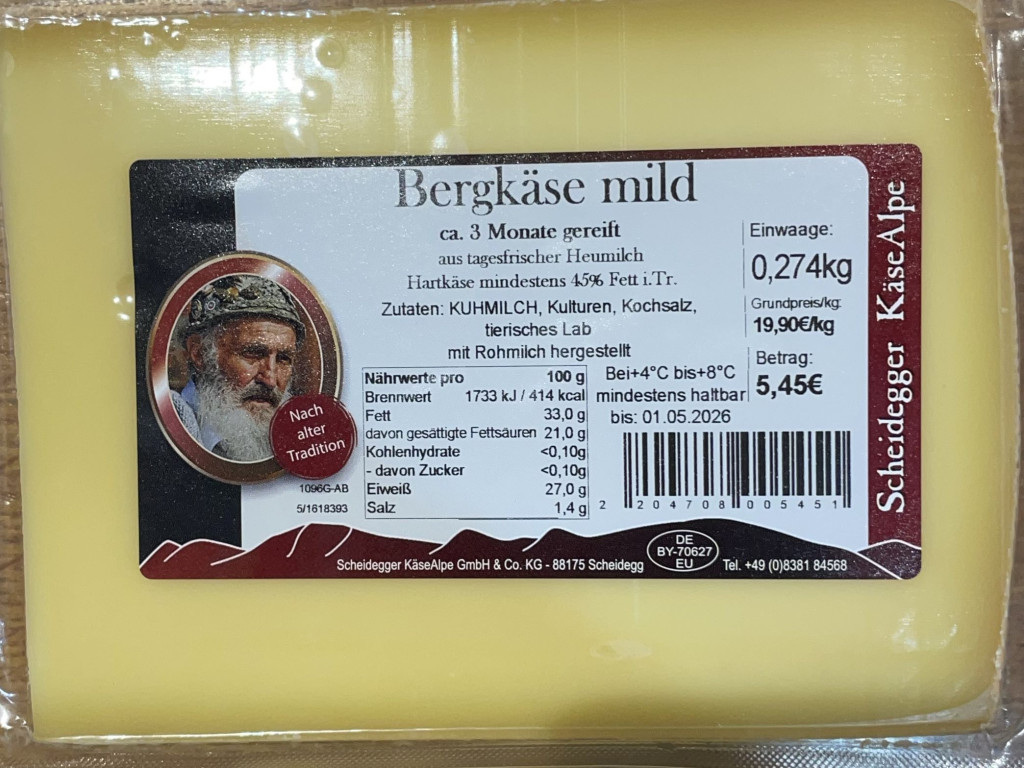 Bergkäse mild
ca. 3 Monate gereift
aus tagesfrischer Heumilch
Hartkäse mindestens 45% Fett i.Tr.
Zutaten: KUHMILCH, Kulturen, Kochsalz,
tierisches Lab
mit Rohmilch hergestellt
Einwaage:
0,274kg
Grundpreis/kg:
19,90€/kg
Betrag:
5,45€
Nährwerte pro 100 g
Brennwert 1733 kJ / 414 kcal
Fett 33,0 g
davon gesättigte Fettsäuren 21,0 g
Kohlenhydrate <0,10g
- davon Zucker <0,10g
Eiweiß 27,0 g
Salz 1,4 g
Bei+4°C bis+8°C
mindestens haltbar
bis: 01.05.2026
2 204708 005451
Nach
alter
Tradition
1096G-AB
5/1618393
Scheidegger KäseAlpe GmbH & Co. KG - 88175 Scheidegg
DE
BY-70627
EU
Tel. +49 (0)8381 84568
Scheidegger KäseAlpe